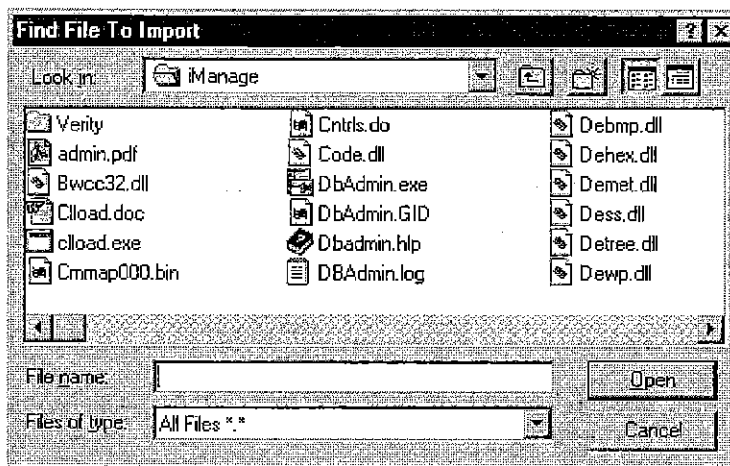 Find File To Import
Look in: iManage
Verity Cntrls.do Debmp.dll
admin.pdf Code.dll Dehex.dll
Bwcc32.dll DbAdmin.exe Demet.dll
Clload.doc DbAdmin.GID Dess.dll
clload.exe Dbadmin.hlp Detree.dll
Cmmap000.bin DBAdmin.log Dewp.dll
File name: Open
Files of type: All Files *.* Cancel